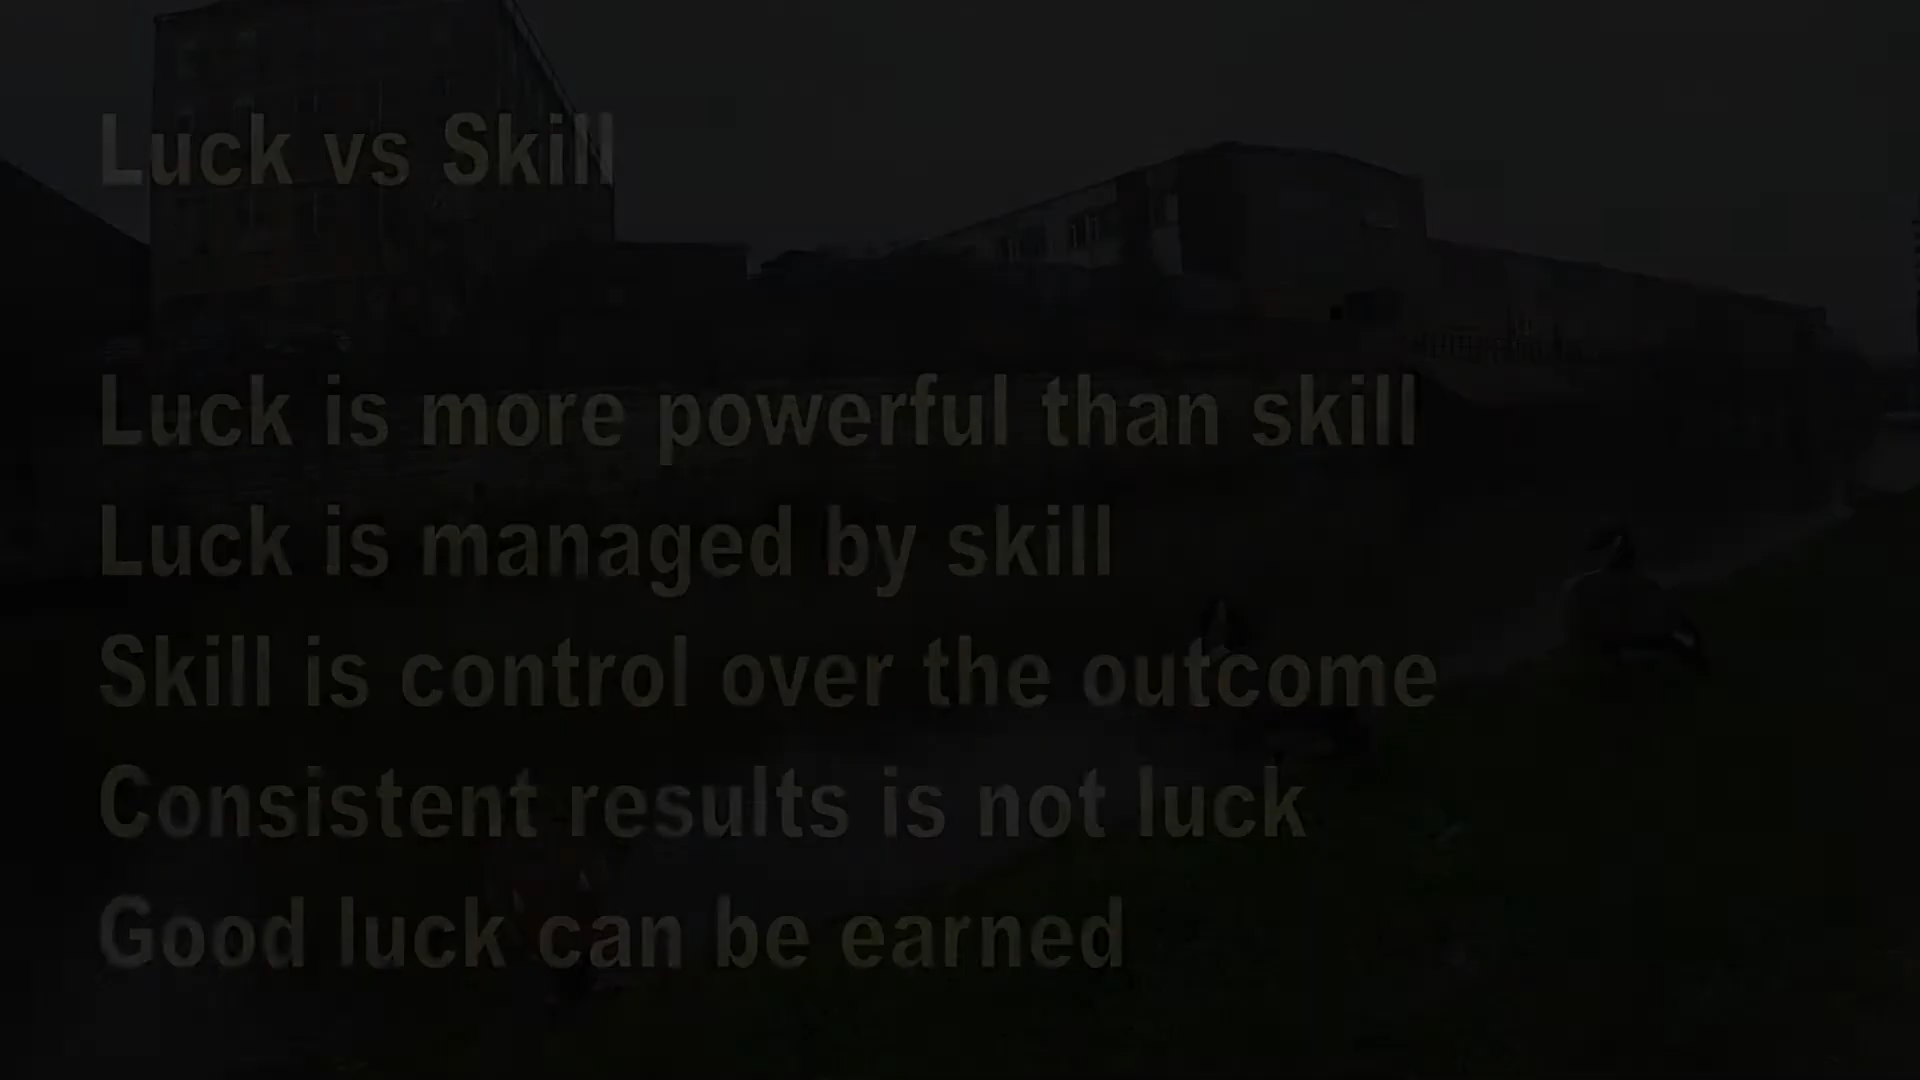 Luck vs Skill
Luck is more powerful than skill
Luck is managed by skill
Skill is control over the outcome
Consistent results is not luck
Good luck can be earned